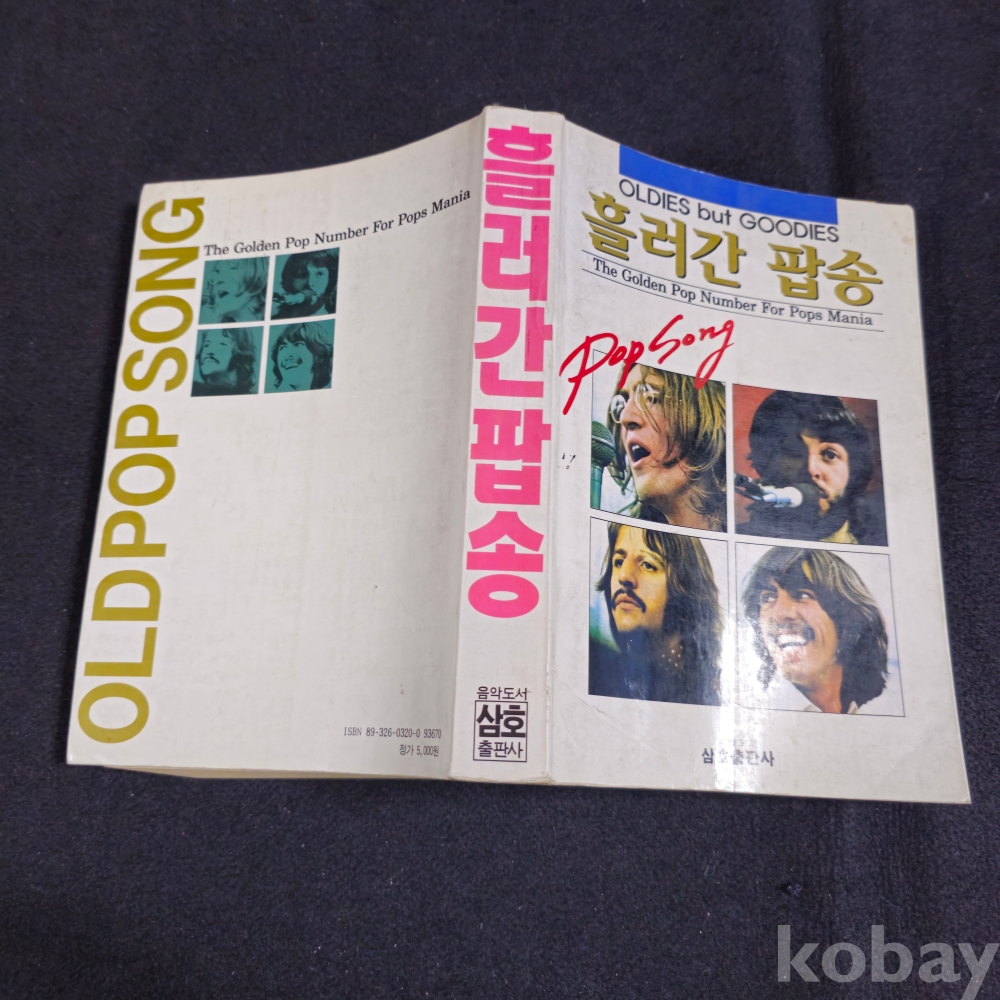 OLD POP SONG
The Golden Pop Number For Pops Mania
ISBN 89-326-0320-0 93670
정가 5,000원
흘러간팝송
음악도서
삼호
출판사
OLDIES but GOODIES
흘러간 팝송
The Golden Pop Number For Pops Mania
Pop Song
삼호출판사
kobay